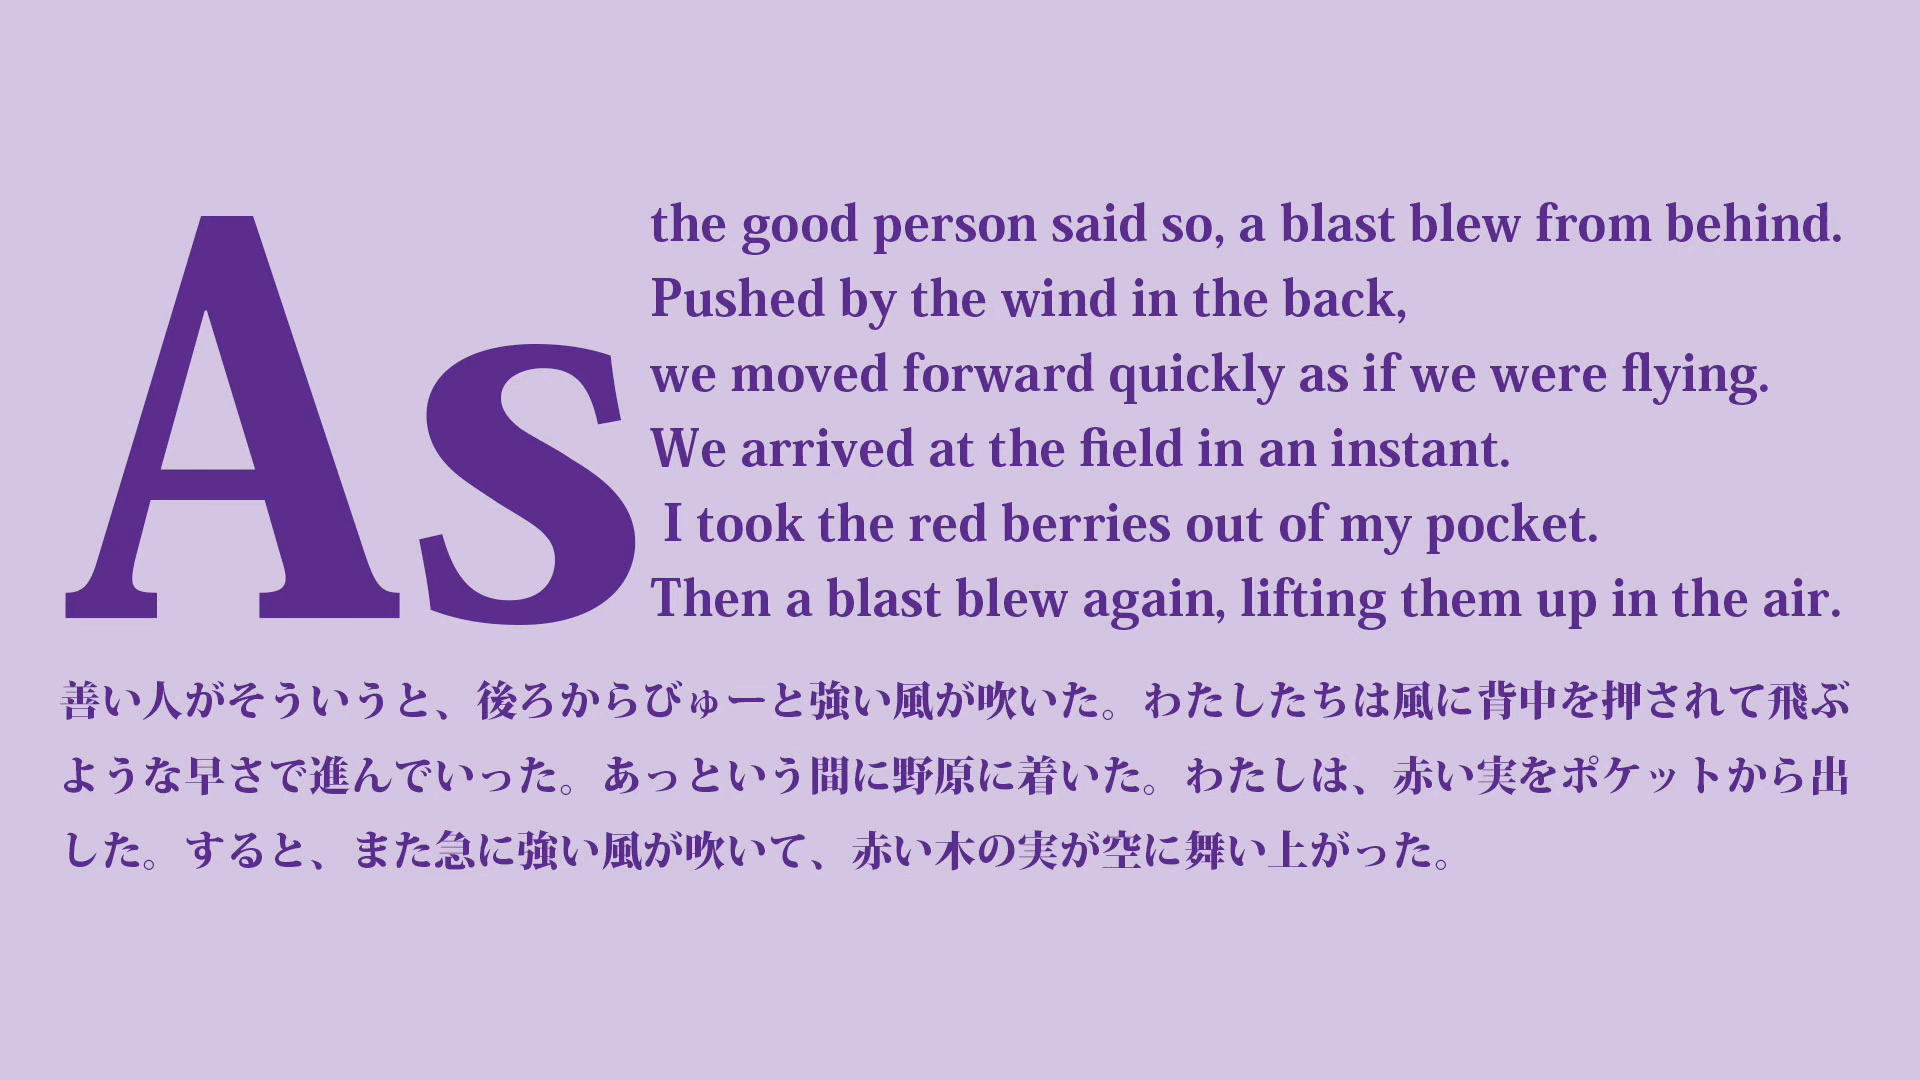 As the good person said so, a blast blew from behind.
Pushed by the wind in the back,
we moved forward quickly as if we were flying.
We arrived at the field in an instant.
I took the red berries out of my pocket.
Then a blast blew again, lifting them up in the air.
善い人がそういうと、後ろからびゅーと強い風が吹いた。わたしたちは風に背中を押されて飛ぶ
ような早さで進んでいった。あっという間に野原に着いた。わたしは、赤い実をポケットから出
した。すると、また急に強い風が吹いて、赤い木の実が空に舞い上がった。